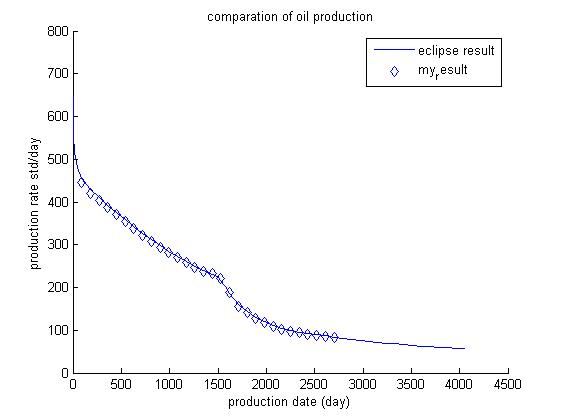 comparation of oil production
800
700
600
500
400
300
200
100
0
production rate std/day
eclipse result
my_result
0 500 1000 1500 2000 2500 3000 3500 4000 4500
production date (day)